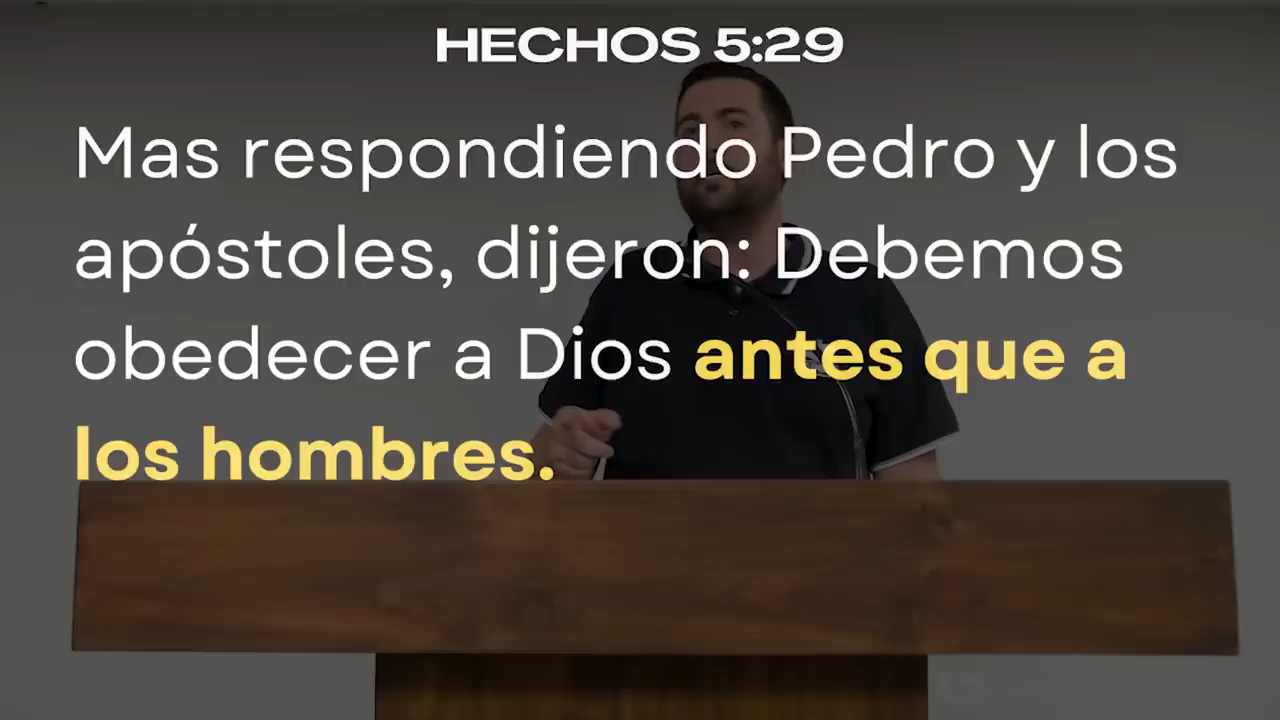 HECHOS 5:29
Mas respondiendo Pedro y los
apóstoles, dijeron: Debemos
obedecer a Dios antes que a
los hombres.